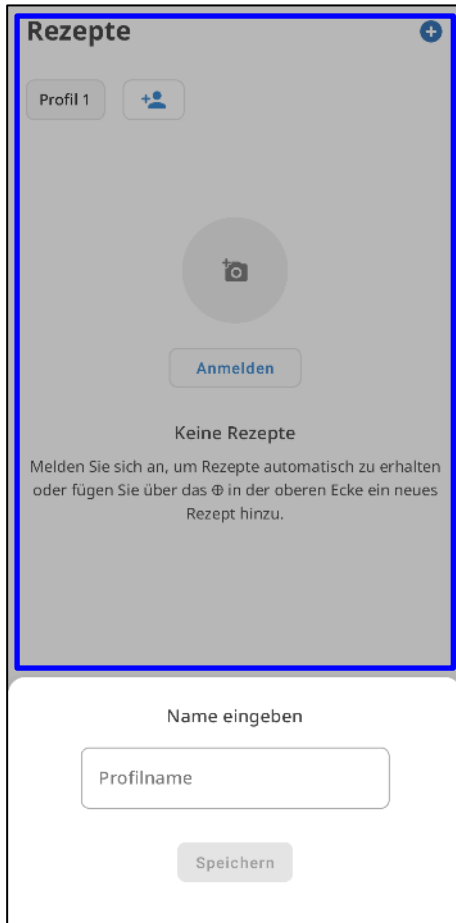 Rezepte
Profil 1
Anmelden
Keine Rezepte
Melden Sie sich an, um Rezepte automatisch zu erhalten
oder fügen Sie über das ⊕ in der oberen Ecke ein neues
Rezept hinzu.
Name eingeben
Profilname
Speichern